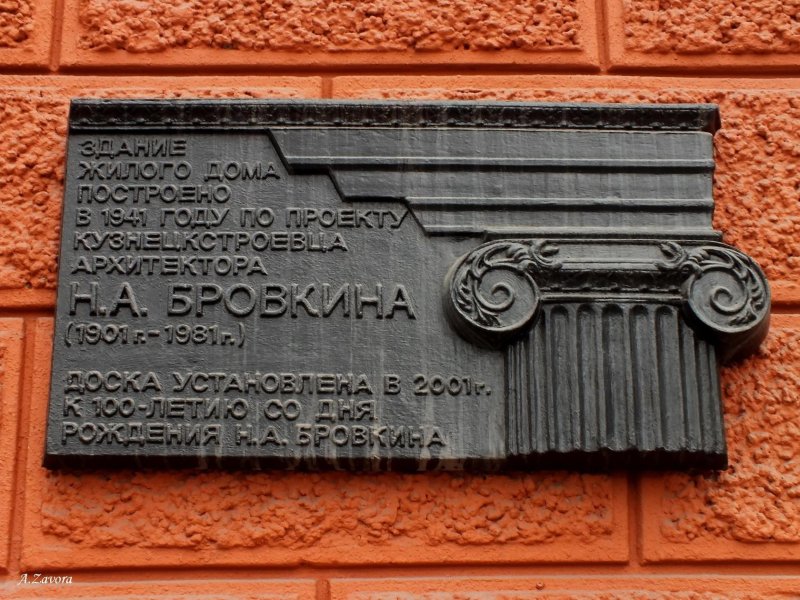 ЗДАНИЕ
ЖИЛОГО ДОМА
ПОСТРОЕНО
В 1941 ГОДУ ПО ПРОЕКТУ
КУЗНЕЦКСТРОЕВЦА
АРХИТЕКТОРА
Н.А. БРОВКИНА
(1901г.-1981г.)
ДОСКА УСТАНОВЛЕНА В 2001г.
К 100-ЛЕТИЮ СО ДНЯ
РОЖДЕНИЯ Н.А. БРОВКИНА
A.Zavora